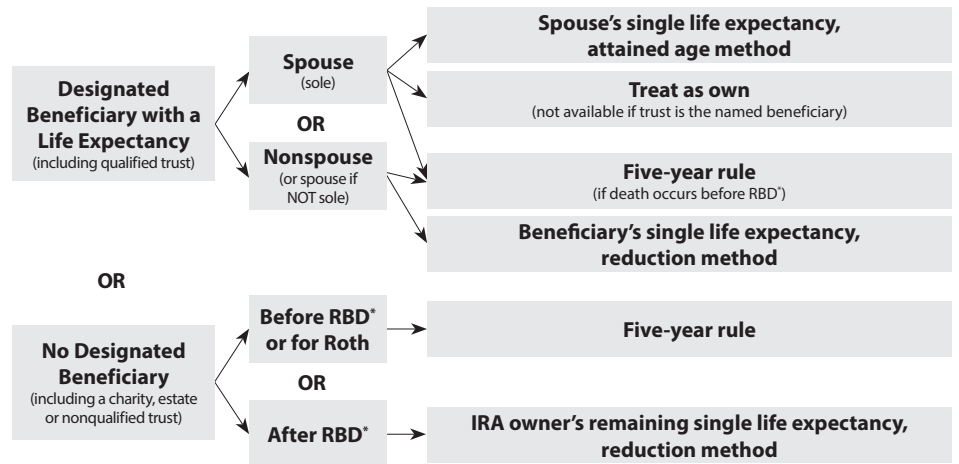 Designated
Beneficiary with a
Life Expectancy
(including qualified trust)
Spouse
(sole)
OR
Nonspouse
(or spouse if
NOT sole)
Spouse’s single life expectancy,
attained age method
Treat as own
(not available if trust is the named beneficiary)
Five-year rule
(if death occurs before RBD*)
Beneficiary’s single life expectancy,
reduction method
OR
No Designated
Beneficiary
(including a charity, estate
or nonqualified trust)
Before RBD*
or for Roth
OR
After RBD*
Five-year rule
IRA owner’s remaining single life expectancy,
reduction method